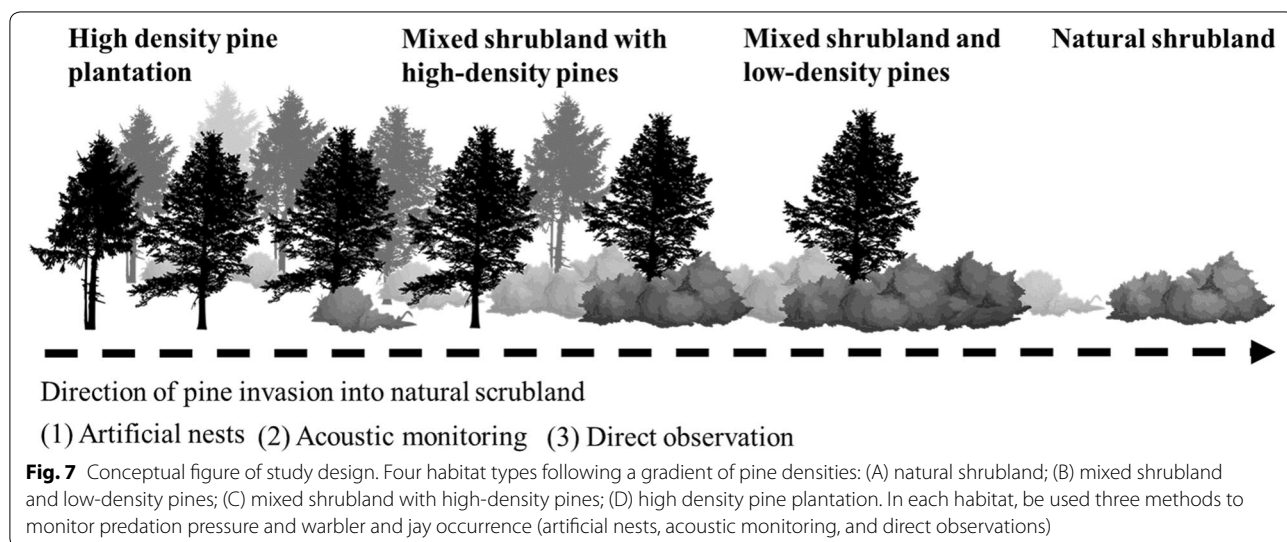 High density pine plantation
Mixed shrubland with high-density pines
Mixed shrubland and low-density pines
Natural shrubland
Direction of pine invasion into natural scrubland
(1) Artificial nests (2) Acoustic monitoring (3) Direct observation
Fig. 7 Conceptual figure of study design. Four habitat types following a gradient of pine densities: (A) natural shrubland; (B) mixed shrubland
and low-density pines; (C) mixed shrubland with high-density pines; (D) high density pine plantation. In each habitat, be used three methods to
monitor predation pressure and warbler and jay occurrence (artificial nests, acoustic monitoring, and direct observations)